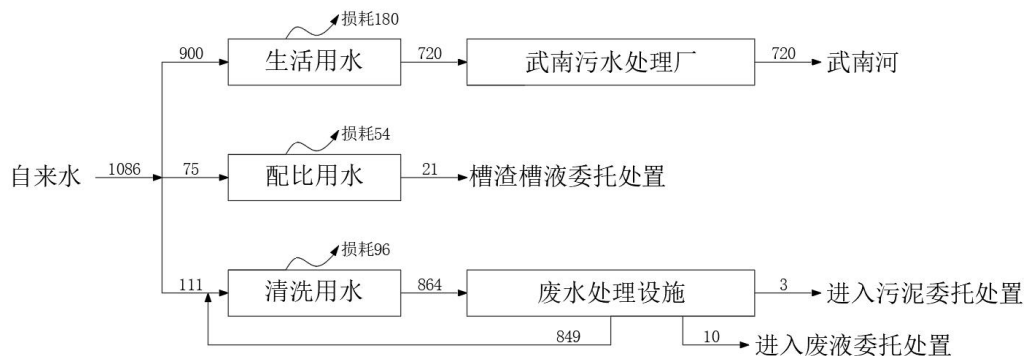 损耗180
900 生活用水 720 武南污水处理厂 720 武南河
损耗54
自来水 1086 75 配比用水 21 槽渣槽液委托处置
损耗96
111 清洗用水 864 废水处理设施 3 进入污泥委托处置
849 10 进入废液委托处置